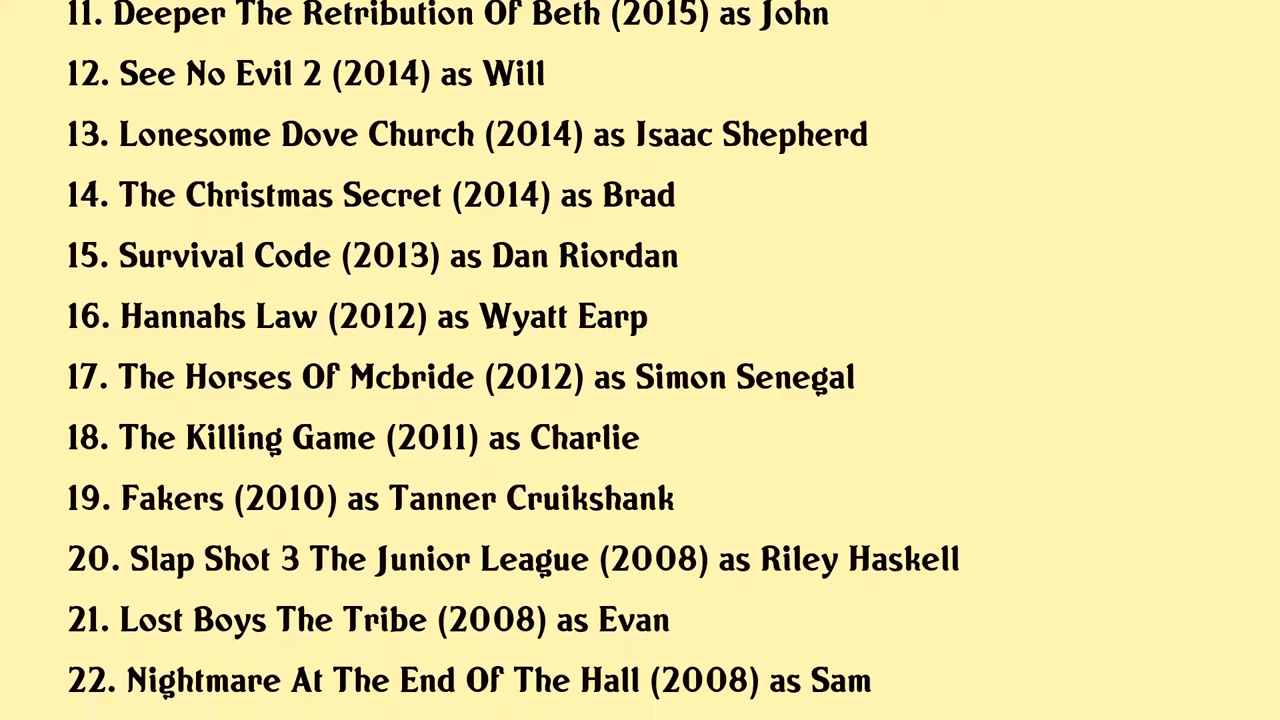 11. Deeper The Retribution Of Beth (2015) as John
12. See No Evil 2 (2014) as Will
13. Lonesome Dove Church (2014) as Isaac Shepherd
14. The Christmas Secret (2014) as Brad
15. Survival Code (2013) as Dan Riordan
16. Hannahs Law (2012) as Wyatt Earp
17. The Horses Of Mcbride (2012) as Simon Senegal
18. The Killing Game (2011) as Charlie
19. Fakers (2010) as Tanner Cruikshank
20. Slap Shot 3 The Junior League (2008) as Riley Haskell
21. Lost Boys The Tribe (2008) as Evan
22. Nightmare At The End Of The Hall (2008) as Sam